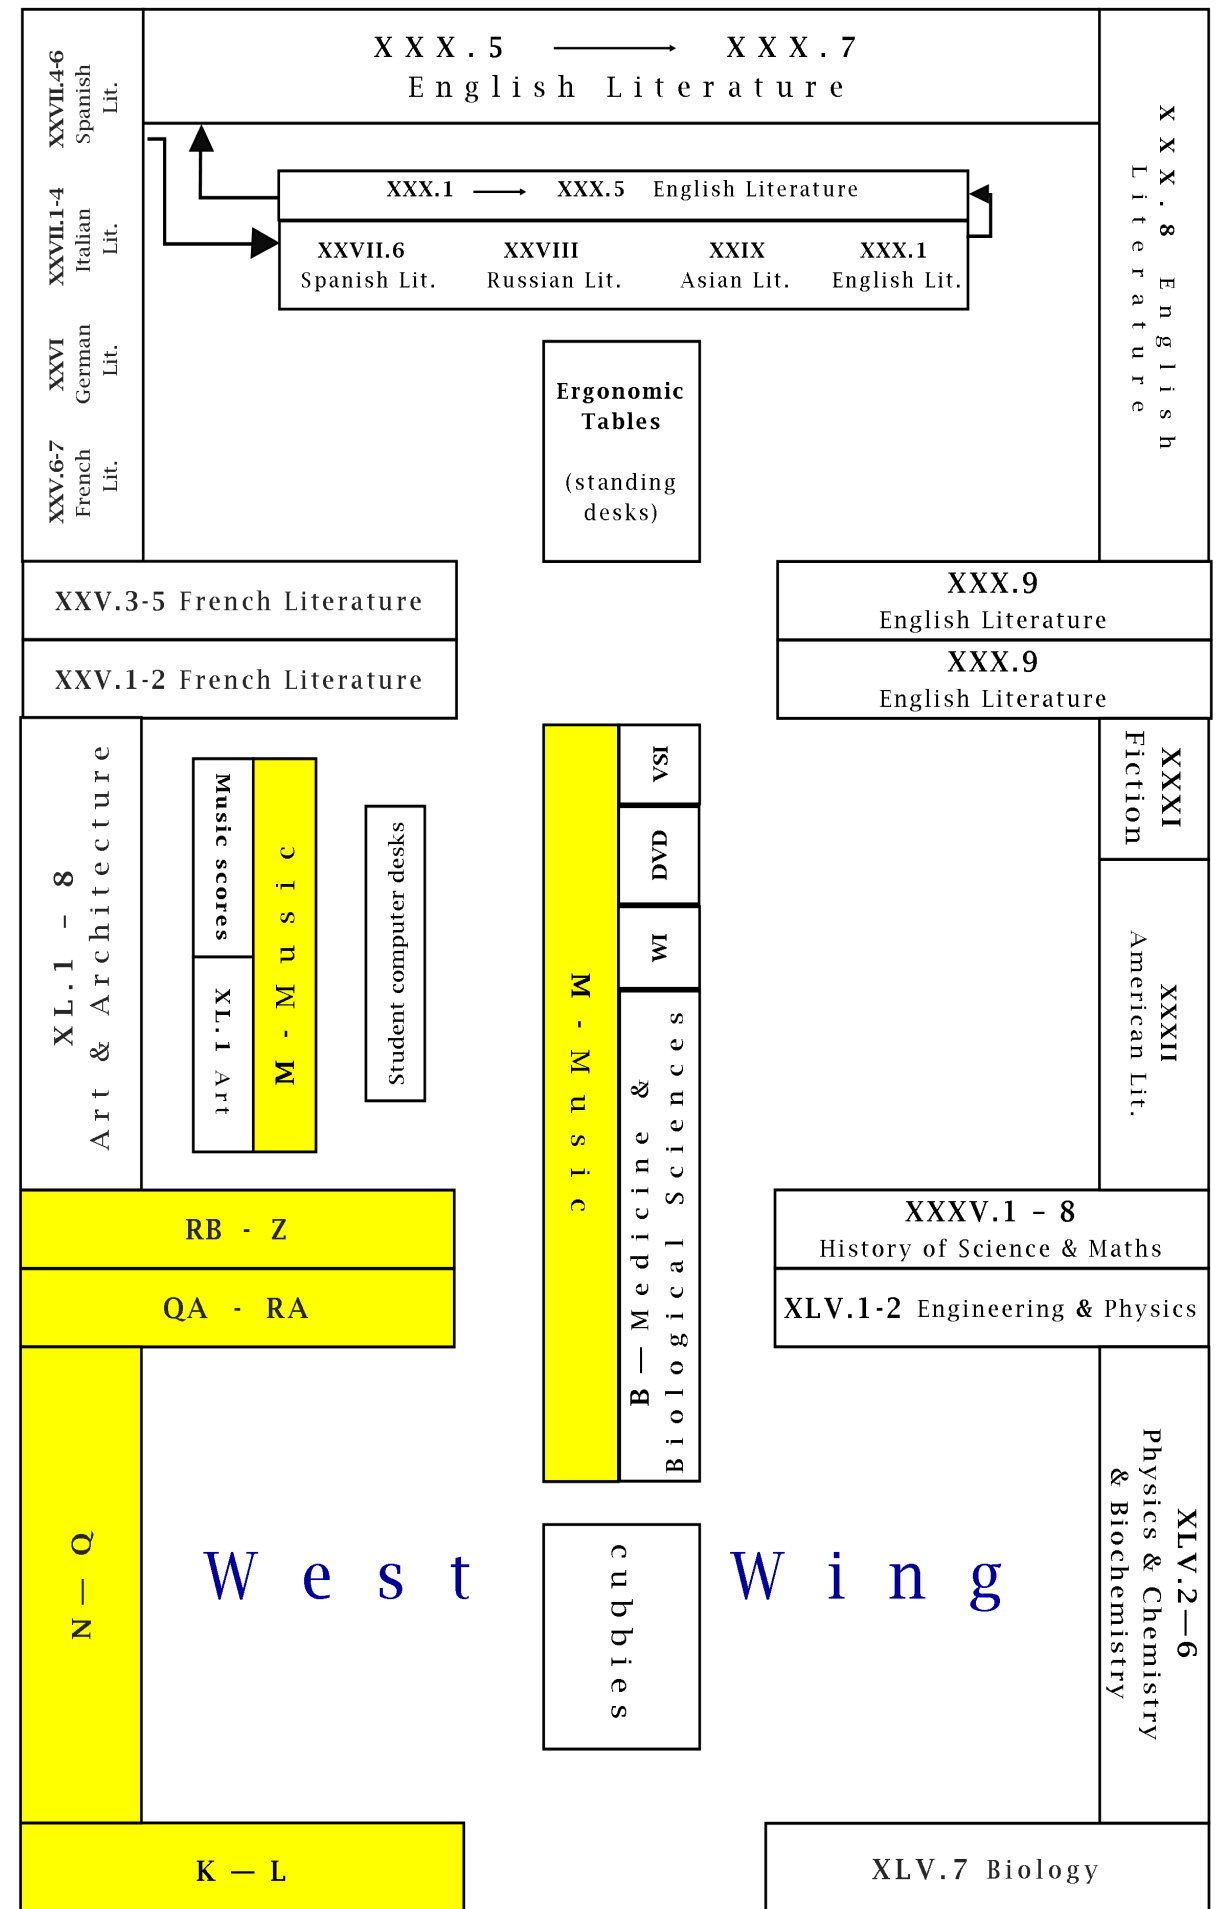 XXX.5 XXX.7
English Literature
XXVII.4-6
Spanish
Lit.
XXVII.1-4
Italian
Lit.
XXVI
German
Lit.
XXV.6-7
French
Lit.
XXX.1 XXX.5 English Literature
XXVII.6 XXVIII XXIX XXX.1
Spanish Lit. Russian Lit. Asian Lit. English Lit.
XXX.8 English
Literature
Ergonomic
Tables
(standing
desks)
XXV.3-5 French Literature
XXV.1-2 French Literature
XXX.9
English Literature
XXX.9
English Literature
XL.1 – 8
Art & Architecture
Music scores
XL.1 Art
M - Music
Student computer desks
M - Music
VSI
DVD
WI
B — Medicine &
Biological Sciences
XXXI
Fiction
XXXII
American Lit.
RB - Z
QA - RA
XXXV.1 – 8
History of Science & Maths
XLV.1-2 Engineering & Physics
N — Q
West Wing
cubbies
XLV.2—6
Physics & Chemistry
& Biochemistry
K — L
XLV.7 Biology